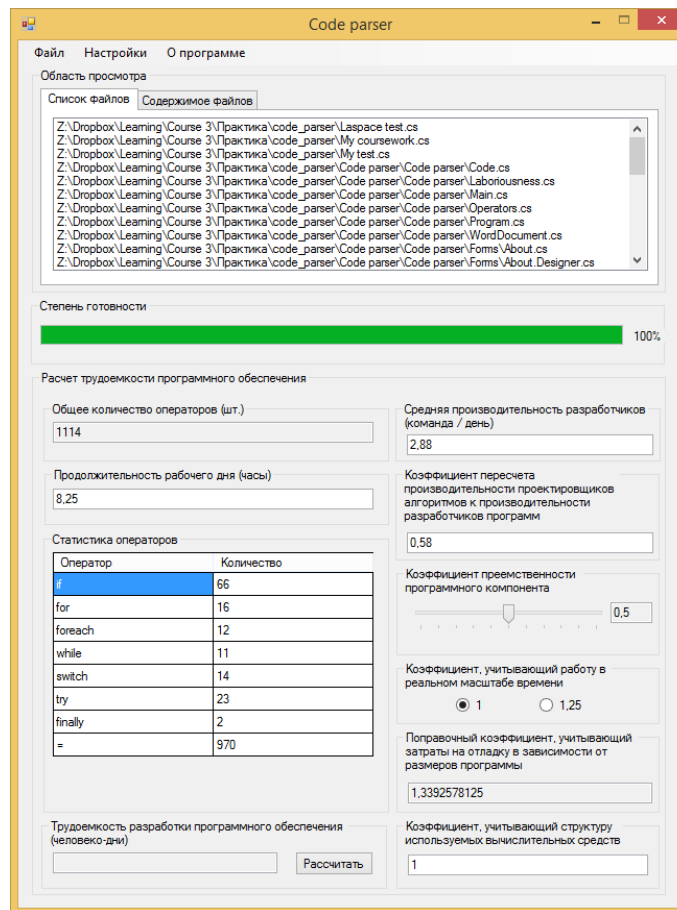 Code parser
Файл Настройки О программе
Область просмотра
Список файлов Содержимое файлов
Z:\Dropbox\Learning\Course 3\Практика\code_parser\Laspace test.cs
Z:\Dropbox\Learning\Course 3\Практика\code_parser\My coursework.cs
Z:\Dropbox\Learning\Course 3\Практика\code_parser\My test.cs
Z:\Dropbox\Learning\Course 3\Практика\code_parser\Code parser\Code parser\Code.cs
Z:\Dropbox\Learning\Course 3\Практика\code_parser\Code parser\Code parser\Laboriousness.cs
Z:\Dropbox\Learning\Course 3\Практика\code_parser\Code parser\Code parser\Main.cs
Z:\Dropbox\Learning\Course 3\Практика\code_parser\Code parser\Code parser\Operators.cs
Z:\Dropbox\Learning\Course 3\Практика\code_parser\Code parser\Code parser\Program.cs
Z:\Dropbox\Learning\Course 3\Практика\code_parser\Code parser\Code parser\WordDocument.cs
Z:\Dropbox\Learning\Course 3\Практика\code_parser\Code parser\Code parser\Forms\About.cs
Z:\Dropbox\Learning\Course 3\Практика\code_parser\Code parser\Code parser\Forms\About.Designer.cs
Степень готовности
100%
Расчет трудоемкости программного обеспечения
Общее количество операторов (шт.)
1114
Продолжительность рабочего дня (часы)
8,25
Статистика операторов
Оператор Количество
if 66
for 16
foreach 12
while 11
switch 14
try 23
finally 2
= 970
Трудоемкость разработки программного обеспечения
(человеко-дни)
Рассчитать
Средняя производительность разработчиков
(команда / день)
2,88
Коэффициент пересчета
производительности проектировщиков
алгоритмов к производительности
разработчиков программ
0,58
Коэффициент преемственности
программного компонента
0,5
Коэффициент, учитывающий работу в
реальном масштабе времени
1 1,25
Поправочный коэффициент, учитывающий
затраты на отладку в зависимости от
размеров программы
1,3392578125
Коэффициент, учитывающий структуру
используемых вычислительных средств
1